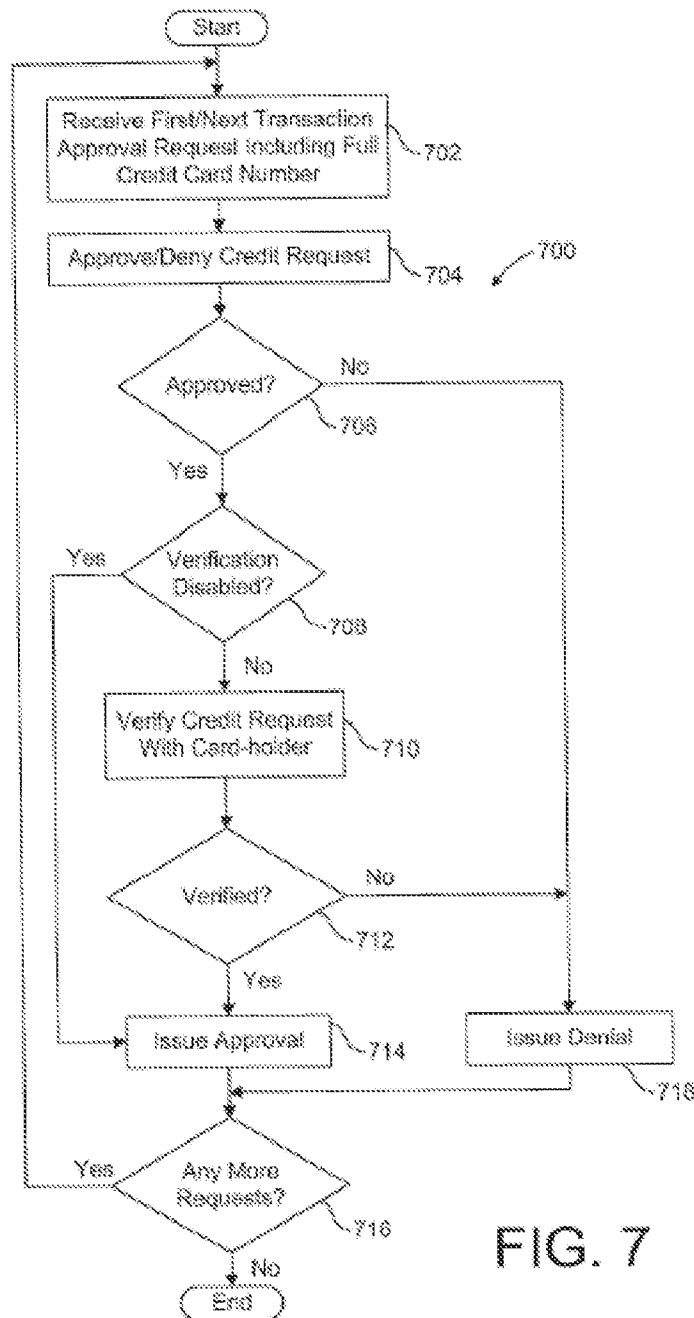 Start
Receive First/Next Transaction
Approval Request Including Full
Credit Card Number
702
Approve/Deny Credit Request
704
700
Approved?
No
706
Yes
Yes
Verification
Disabled?
708
No
Verify Credit Request
With Card-holder
710
Verified?
No
712
Yes
Issue Approval
714
Issue Denial
718
Yes
Any More
Requests?
716
No
End
FIG. 7